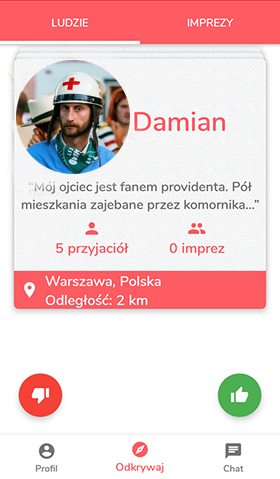 LUDZIE IMPREZY
Damian
“Mój ojciec jest fanem providenta. Pół
mieszkania zajebane przez komornika...”
5 przyjaciół 0 imprez
Warszawa, Polska
Odległość: 2 km
Profil Odkrywaj Chat